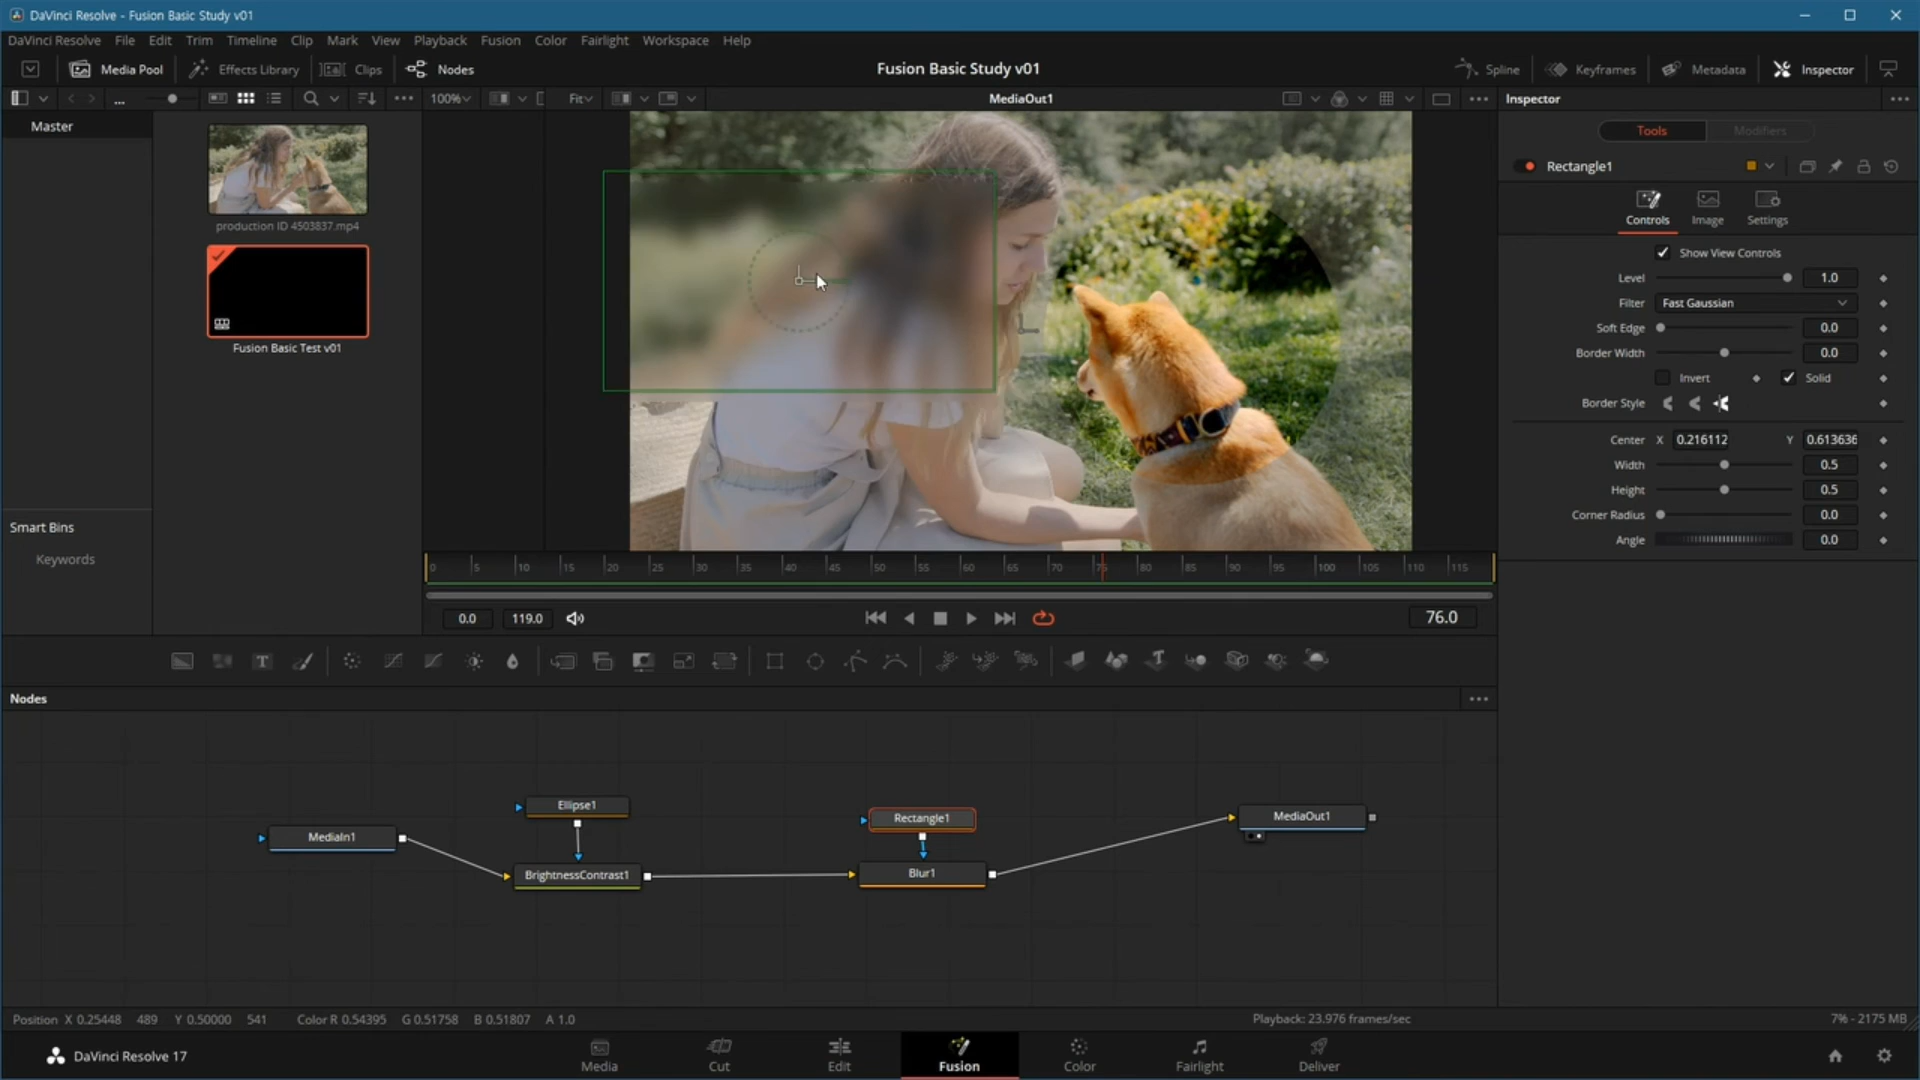 DaVinci Resolve - Fusion Basic Study v01
DaVinci Resolve File Edit Trim Timeline Clip Mark View Playback Fusion Color Fairlight Workspace Help
Media Pool Effects Library Clips Nodes Fusion Basic Study v01 Spline Keyframes Metadata Inspector
... 100% Fit MediaOut1 Inspector
Master
production ID 4503837.mp4
Fusion Basic Test v01
Smart Bins
Keywords
Tools Modifiers
Rectangle1
Controls Image Settings
Show View Controls
Level 1.0
Filter Fast Gaussian
Soft Edge 0.0
Border Width 0.0
Invert Solid
Border Style
Center X 0.216112 Y 0.613636
Width 0.5
Height 0.5
Corner Radius 0.0
Angle 0.0
0 5 10 15 20 25 30 35 40 45 50 55 60 65 70 75 80 85 90 95 100 105 110 115
0.0 119.0 76.0
Nodes
MediaIn1
Ellipse1
BrightnessContrast1
Rectangle1
Blur1
MediaOut1
Position X 0.25448 489 Y 0.50000 541 Color R 0.54395 G 0.51758 B 0.51807 A 1.0 Playback: 23.976 frames/sec 7% - 2175 MB
DaVinci Resolve 17 Media Cut Edit Fusion Color Fairlight Deliver